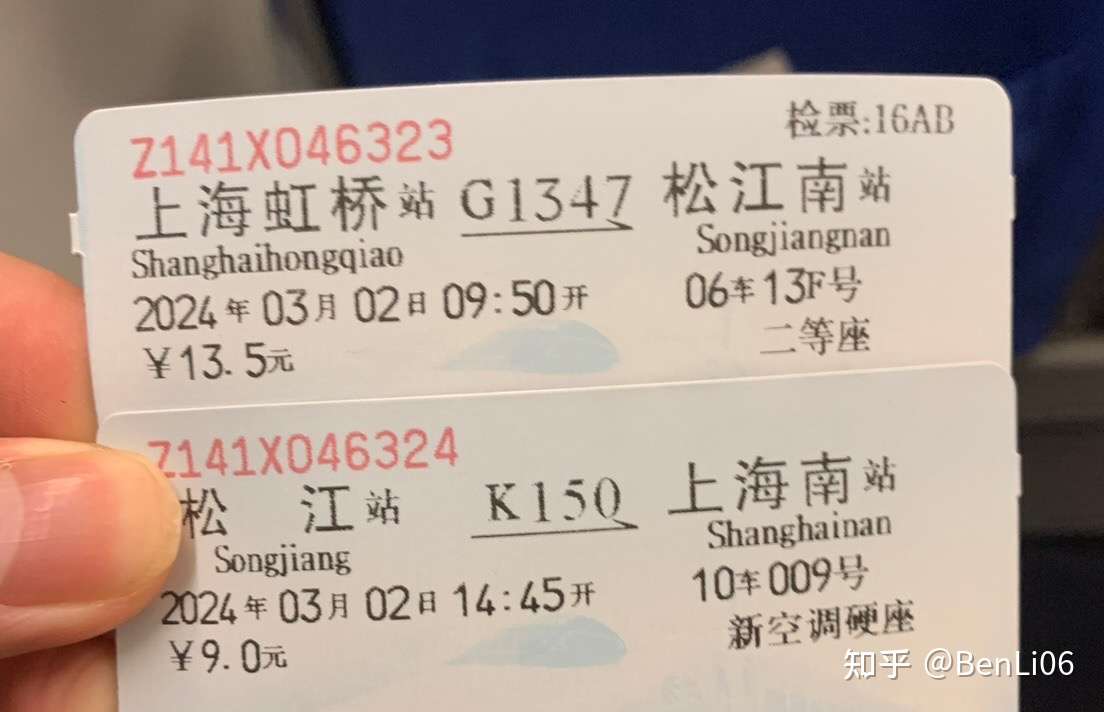 Z141X046323 检票:16AB
上海虹桥站 G1347 松江南站
Shanghaihongqiao Songjiangnan
2024年03月02日09:50开 06车13F号
￥13.5元 二等座
Z141X046324
松江站 K150 上海南站
Songjiang Shanghainan
2024年03月02日14:45开 10车009号
￥9.0元 新空调硬座
知乎 @BenLi06